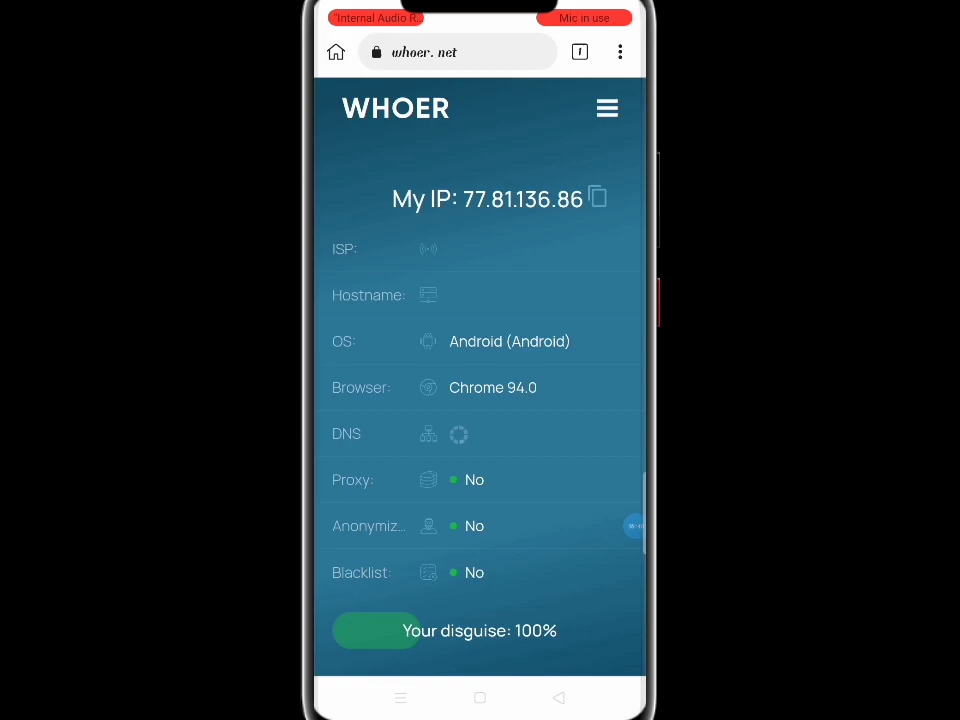 "Internal Audio R..
Mic in use
whoer. net
1
WHOER
My IP: 77.81.136.86
ISP:
Hostname:
OS: Android (Android)
Browser: Chrome 94.0
DNS
Proxy: No
Anonymiz... No
Blacklist: No
Your disguise: 100%